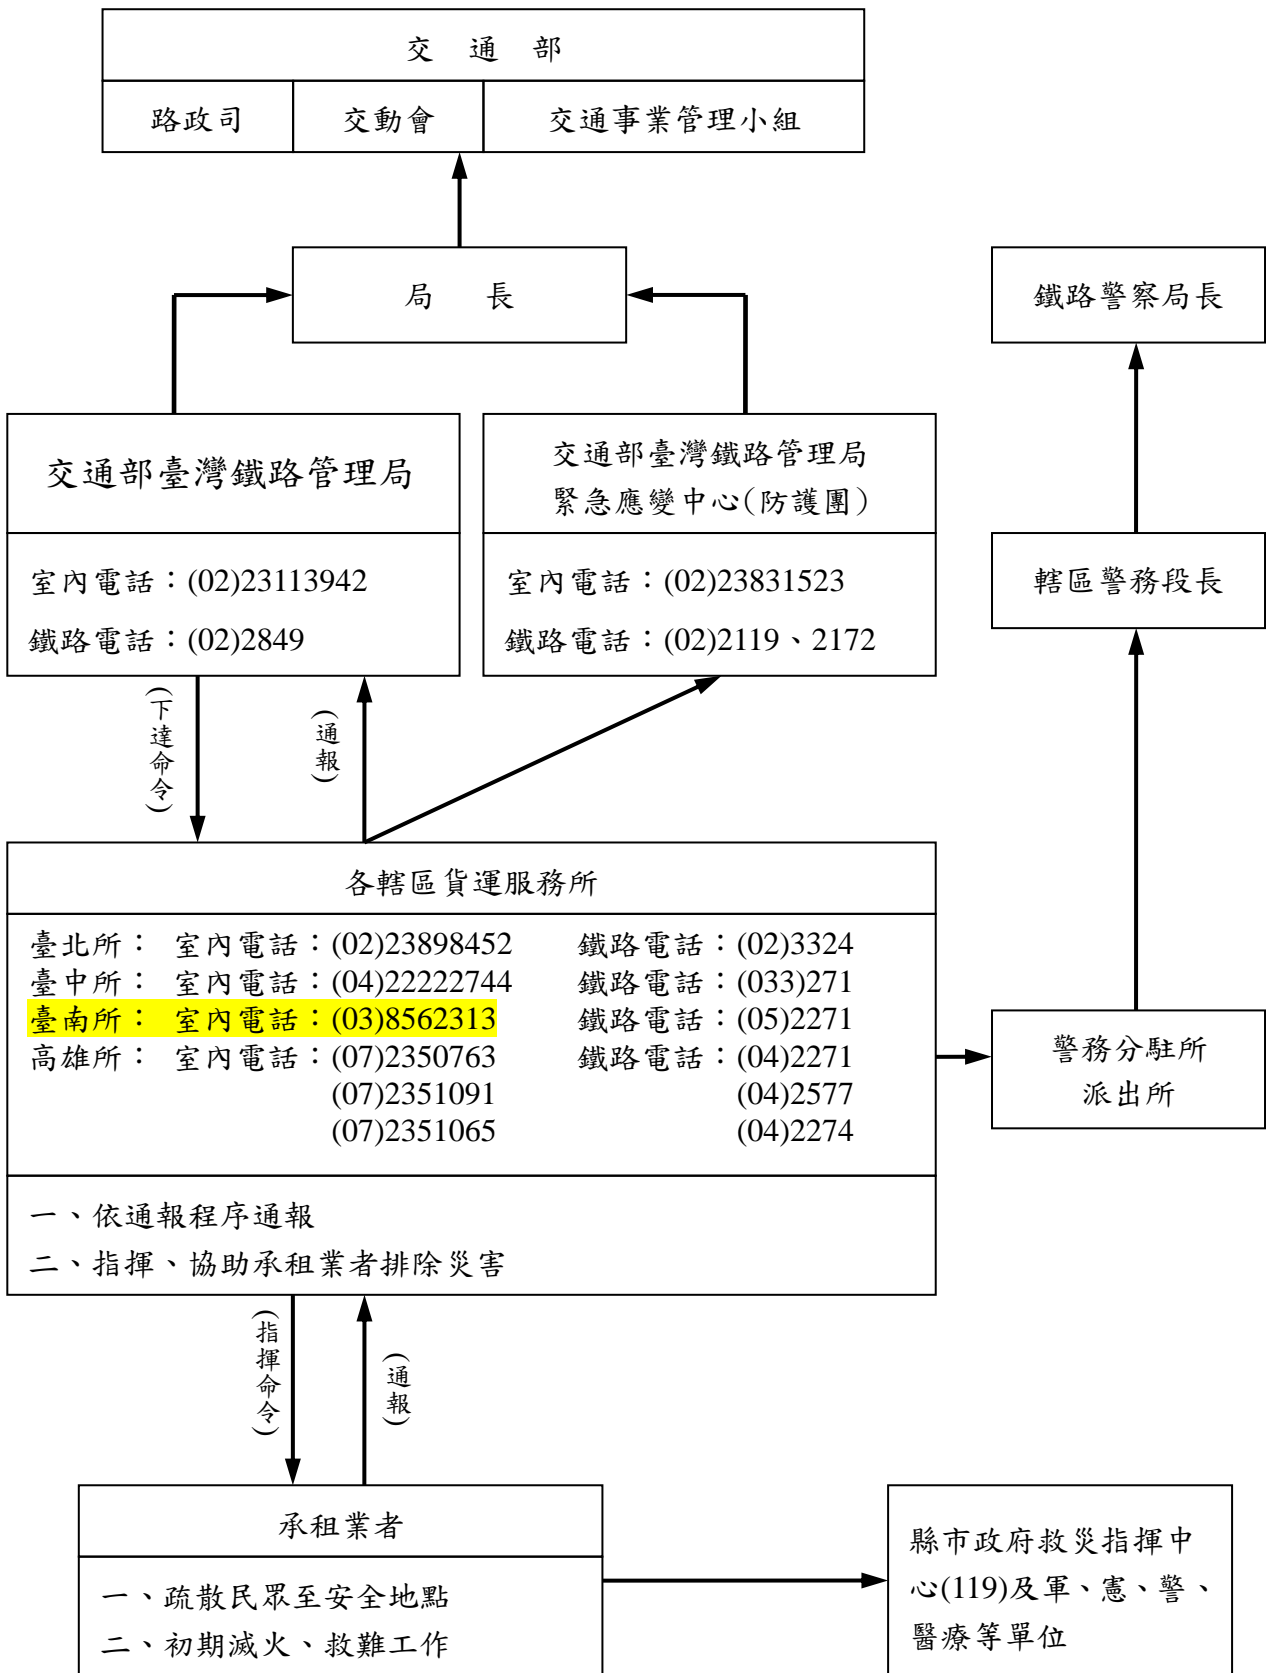 交 通 部
路政司 交動會 交通事業管理小組
局 長
鐵路警察局長
交通部臺灣鐵路管理局
室內電話：(02)23113942
鐵路電話：(02)2849
交通部臺灣鐵路管理局
緊急應變中心(防護團)
室內電話：(02)23831523
鐵路電話：(02)2119、2172
轄區警務段長
(下達命令)
(通報)
各轄區貨運服務所
臺北所： 室內電話：(02)23898452 鐵路電話：(02)3324
臺中所： 室內電話：(04)22222744 鐵路電話：(033)271
臺南所： 室內電話：(03)8562313 鐵路電話：(05)2271
高雄所： 室內電話：(07)2350763 鐵路電話：(04)2271
(07)2351091 (04)2577
(07)2351065 (04)2274
一、依通報程序通報
二、指揮、協助承租業者排除災害
警務分駐所
派出所
(指揮命令)
(通報)
承租業者
一、疏散民眾至安全地點
二、初期滅火、救難工作
縣市政府救災指揮中
心(119)及軍、憲、警、
醫療等單位